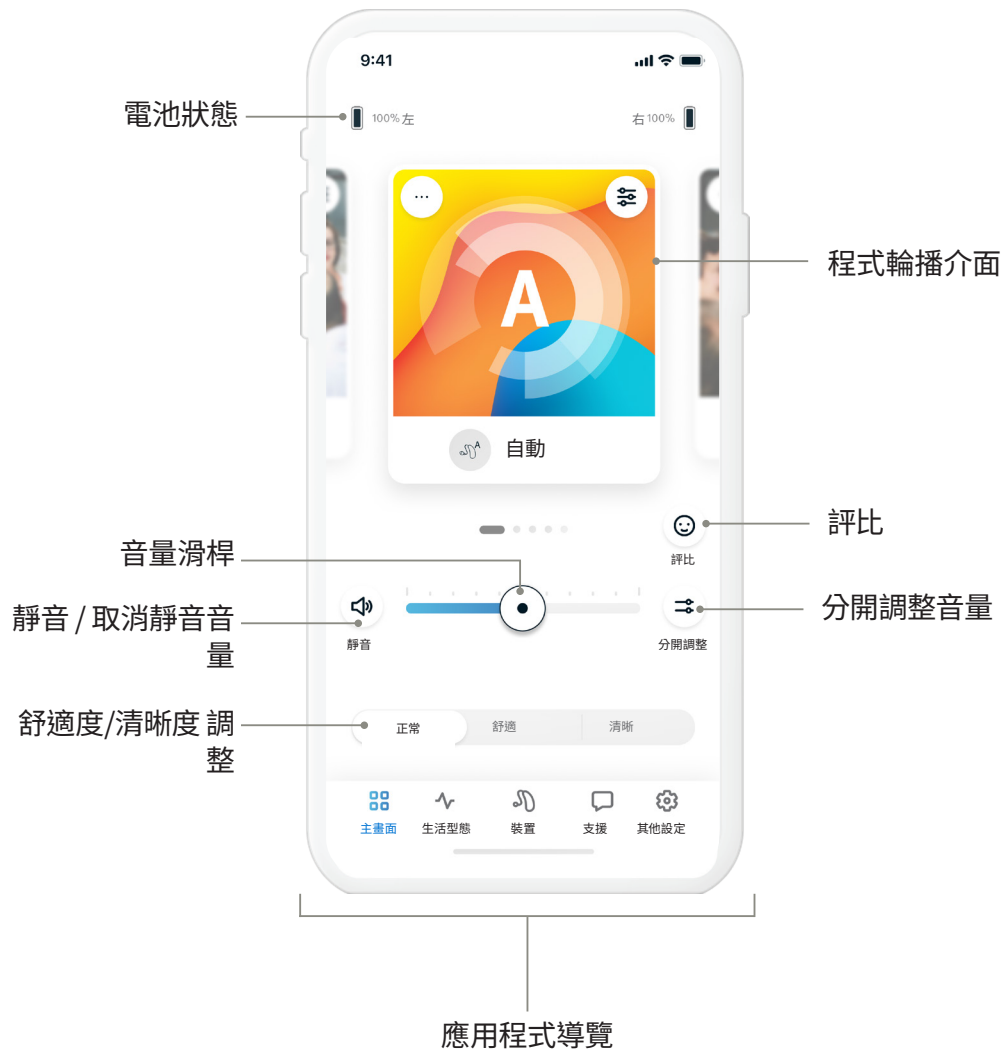 9:41
電池狀態
100% 左
右 100%
...
A
程式輪播介面
A
自動
評比
評比
音量滑桿
靜音 / 取消靜音音
量
靜音
分開調整
分開調整音量
舒適度/清晰度 調
整
正常
舒適
清晰
主畫面
生活型態
裝置
支援
其他設定
應用程式導覽